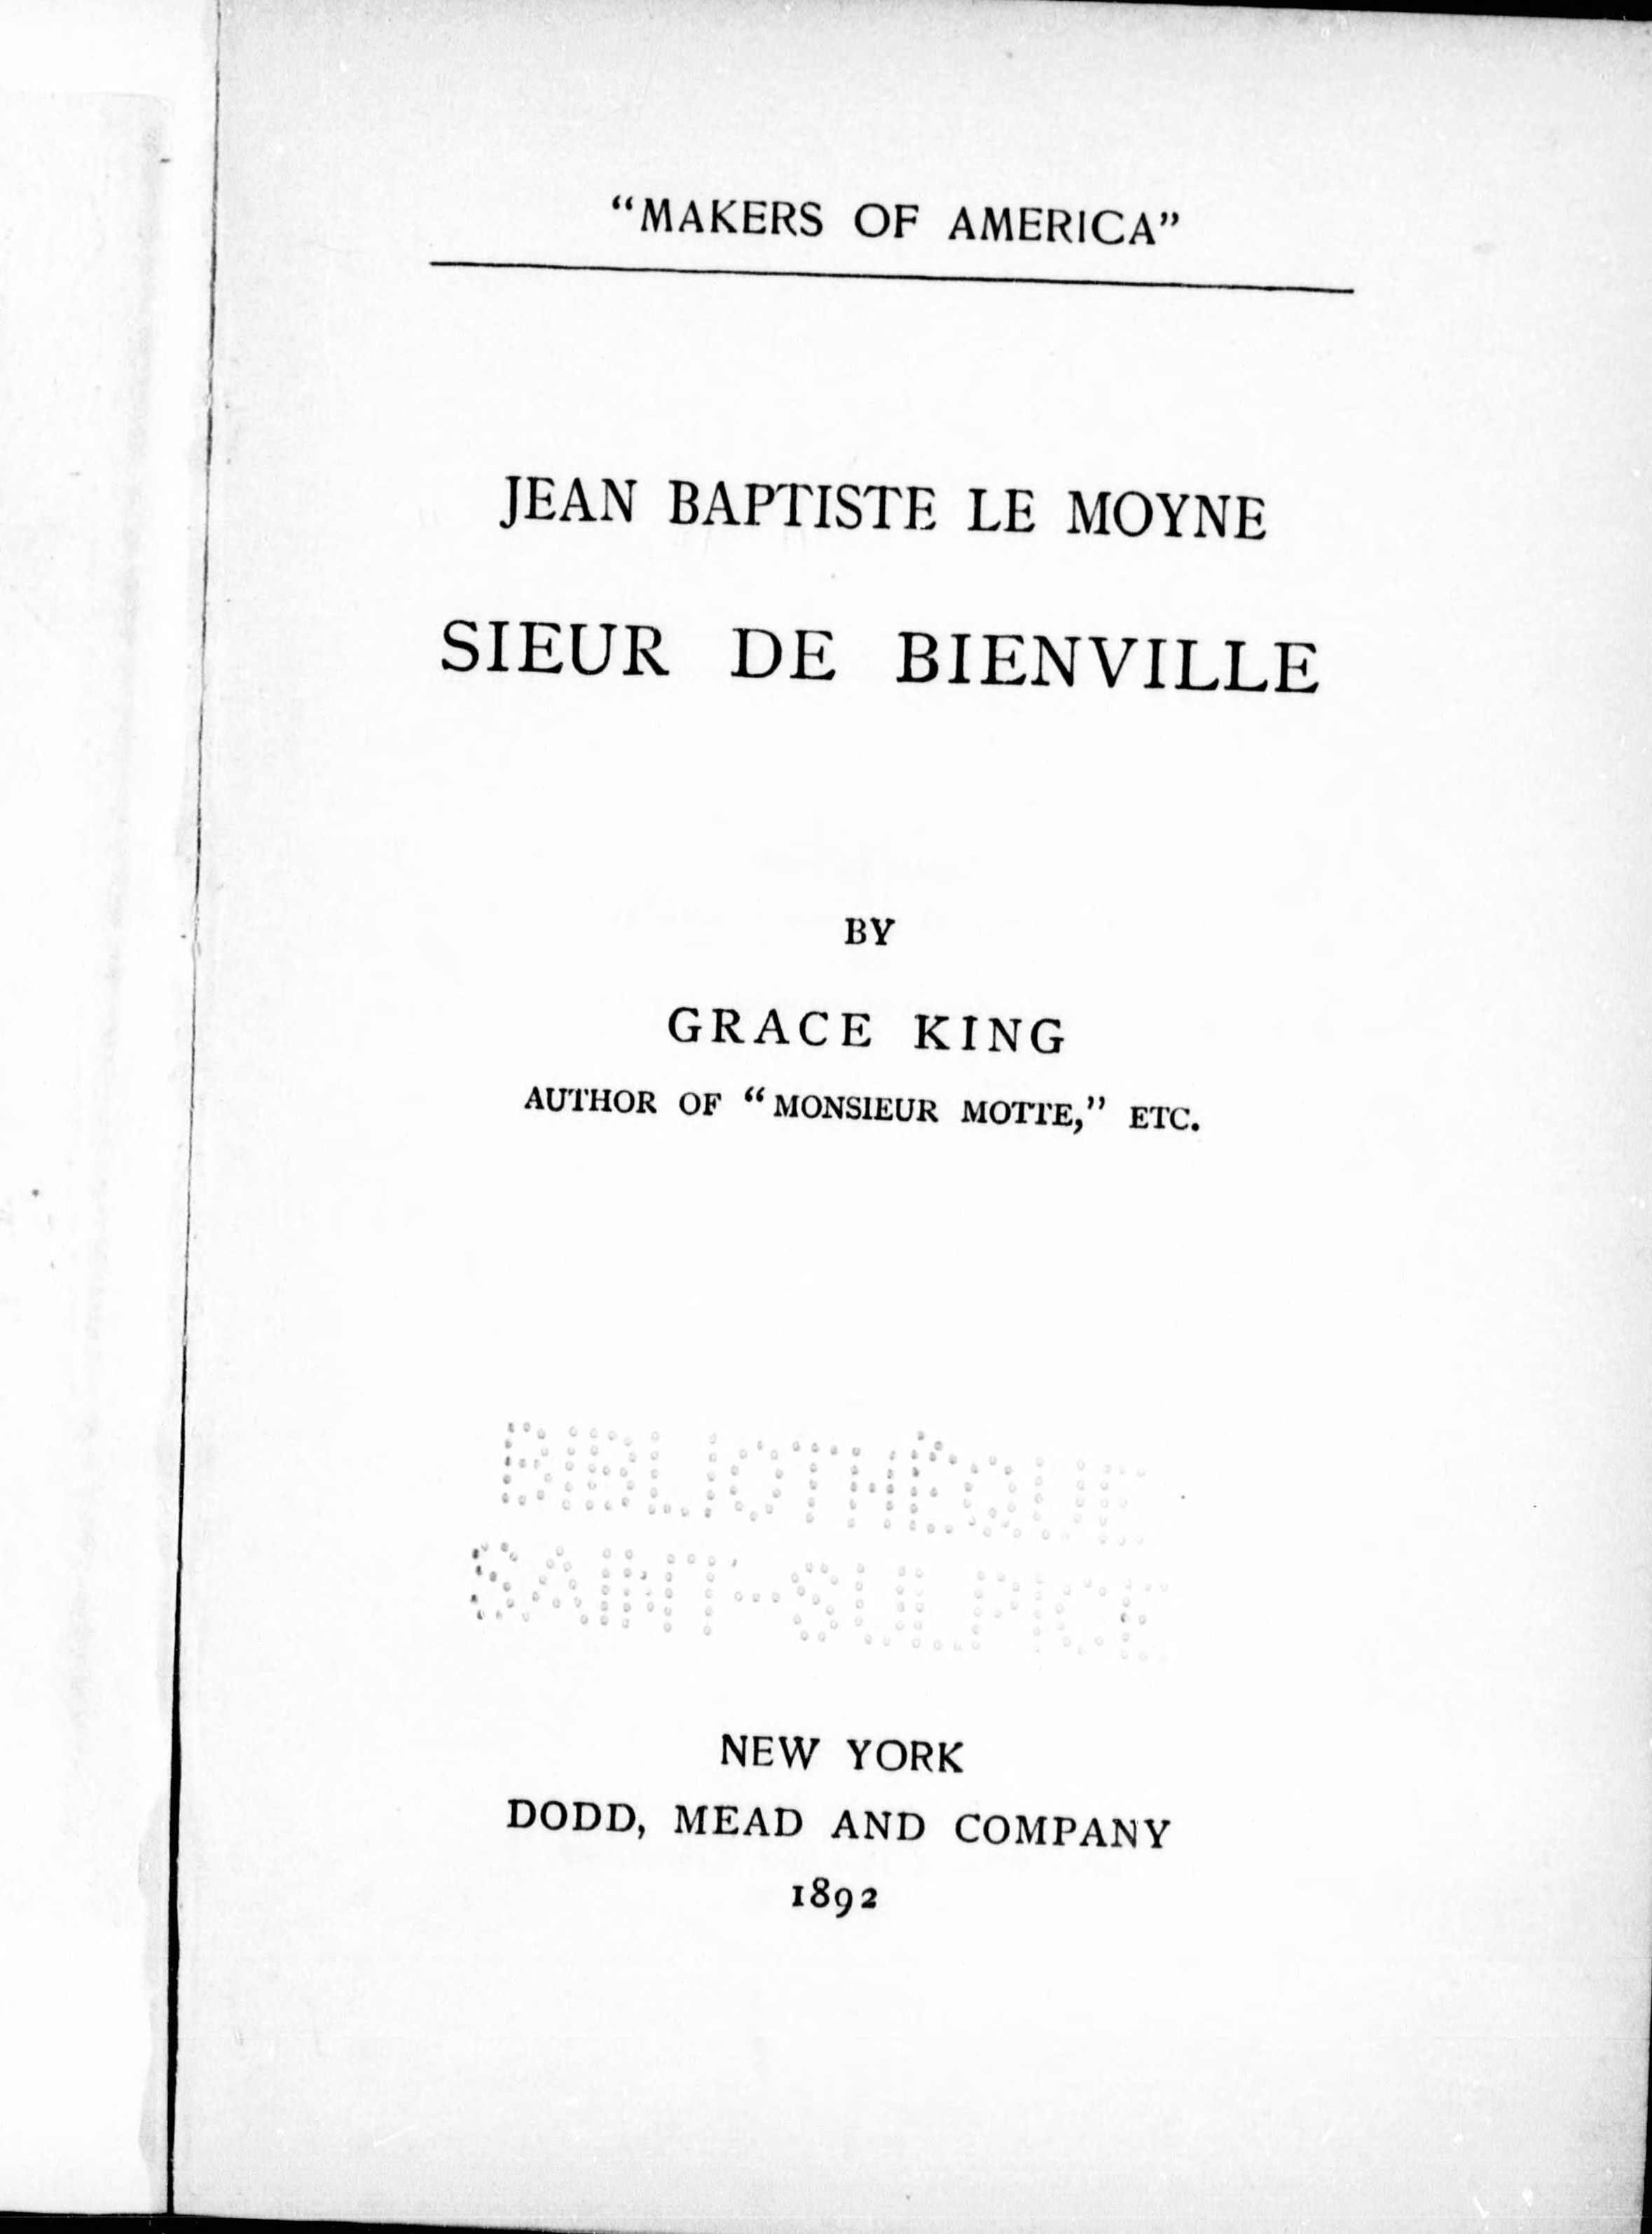 “MAKERS OF AMERICA”
JEAN BAPTISTE LE MOYNE
SIEUR DE BIENVILLE
BY
GRACE KING
AUTHOR OF “MONSIEUR MOTTE,” ETC.
BIBLIOTHÈQUE
SAINT-SULPICE
NEW YORK
DODD, MEAD AND COMPANY
1892